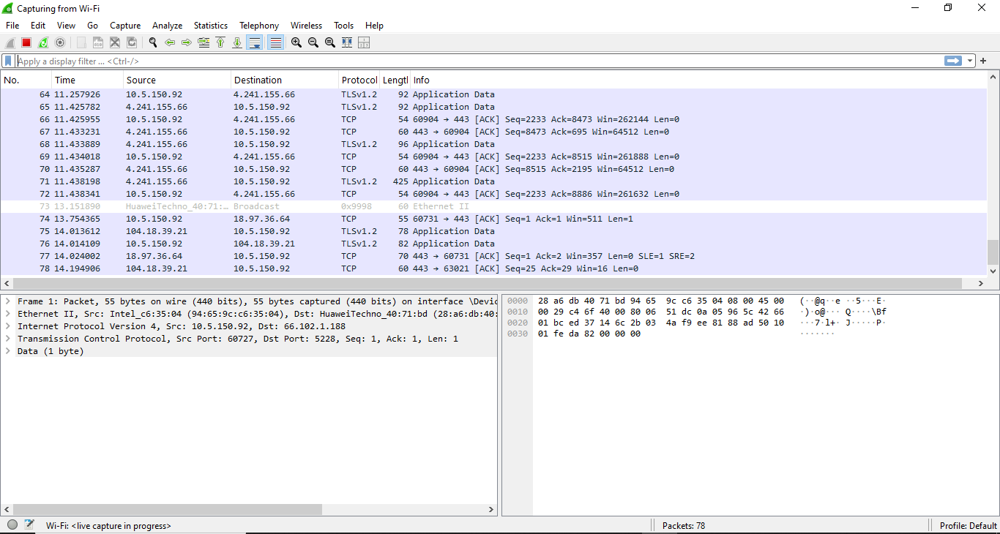 Capturing from Wi-Fi
File Edit View Go Capture Analyze Statistics Telephony Wireless Tools Help
Apply a display filter ... <Ctrl-/>
No. Time Source Destination Protocol Lengtl Info
64 11.257926 10.5.150.92 4.241.155.66 TLSv1.2 92 Application Data
65 11.425782 4.241.155.66 10.5.150.92 TLSv1.2 92 Application Data
66 11.425955 10.5.150.92 4.241.155.66 TCP 54 60904 → 443 [ACK] Seq=2233 Ack=8473 Win=262144 Len=0
67 11.433231 4.241.155.66 10.5.150.92 TCP 60 443 → 60904 [ACK] Seq=8473 Ack=695 Win=64512 Len=0
68 11.433889 4.241.155.66 10.5.150.92 TLSv1.2 96 Application Data
69 11.434018 10.5.150.92 4.241.155.66 TCP 54 60904 → 443 [ACK] Seq=2233 Ack=8515 Win=261888 Len=0
70 11.435287 4.241.155.66 10.5.150.92 TCP 60 443 → 60904 [ACK] Seq=8515 Ack=2195 Win=64512 Len=0
71 11.438198 4.241.155.66 10.5.150.92 TLSv1.2 425 Application Data
72 11.438341 10.5.150.92 4.241.155.66 TCP 54 60904 → 443 [ACK] Seq=2233 Ack=8886 Win=261632 Len=0
73 13.151890 HuaweiTechno_40:71:… Broadcast 0x9998 60 Ethernet II
74 13.754365 10.5.150.92 18.97.36.64 TCP 55 60731 → 443 [ACK] Seq=1 Ack=1 Win=511 Len=1
75 14.013612 104.18.39.21 10.5.150.92 TLSv1.2 78 Application Data
76 14.014109 10.5.150.92 104.18.39.21 TLSv1.2 82 Application Data
77 14.024002 18.97.36.64 10.5.150.92 TCP 70 443 → 60731 [ACK] Seq=1 Ack=2 Win=357 Len=0 SLE=1 SRE=2
78 14.194906 104.18.39.21 10.5.150.92 TCP 60 443 → 63021 [ACK] Seq=25 Ack=29 Win=16 Len=0
Frame 1: Packet, 55 bytes on wire (440 bits), 55 bytes captured (440 bits) on interface \Devic
Ethernet II, Src: Intel_c6:35:04 (94:65:9c:c6:35:04), Dst: HuaweiTechno_40:71:bd (28:a6:db:40:
Internet Protocol Version 4, Src: 10.5.150.92, Dst: 66.102.1.188
Transmission Control Protocol, Src Port: 60727, Dst Port: 5228, Seq: 1, Ack: 1, Len: 1
Data (1 byte)
0000 28 a6 db 40 71 bd 94 65 9c c6 35 04 08 00 45 00 (··@q··e ··5···E·
0010 00 29 c4 6f 40 00 80 06 51 dc 0a 05 96 5c 42 66 ·)·o@··· Q····\Bf
0020 01 bc ed 37 14 6c 2b 03 4a f9 ee 81 88 ad 50 10 ···7·l+· J·····P·
0030 01 fe da 82 00 00 00 ·······
Wi-Fi: <live capture in progress>
Packets: 78
Profile: Default